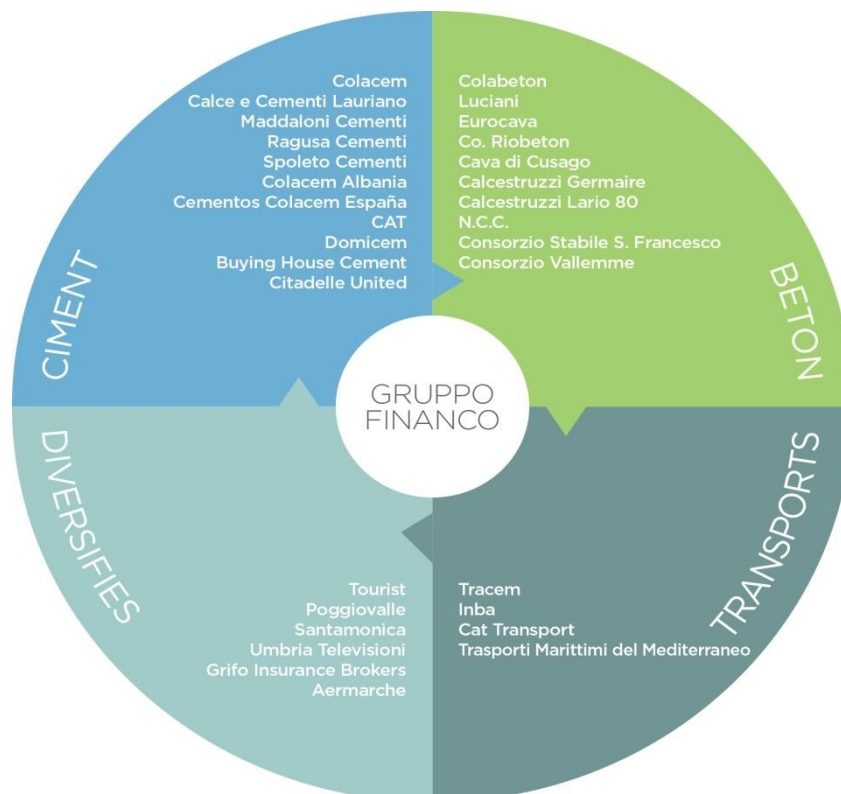 Colacem
Calce e Cementi Lauriano
Maddaloni Cementi
Ragusa Cementi
Spoleto Cementi
Colacem Albania
Cementos Colacem España
CAT
Domicem
Buying House Cement
Citadelle United
CIMENT
Colabeton
Luciani
Eurocava
Co. Riobeton
Cava di Cusago
Calcestruzzi Germaire
Calcestruzzi Lario 80
N.C.C.
Consorzio Stabile S. Francesco
Consorzio Vallemme
BETON
GRUPPO
FINANCO
DIVERSIFIES
Tourist
Poggiovalle
Santamonica
Umbria Televisioni
Grifo Insurance Brokers
Aermarche
TRANSPORTS
Tracem
Inba
Cat Transport
Trasporti Marittimi del Mediterraneo